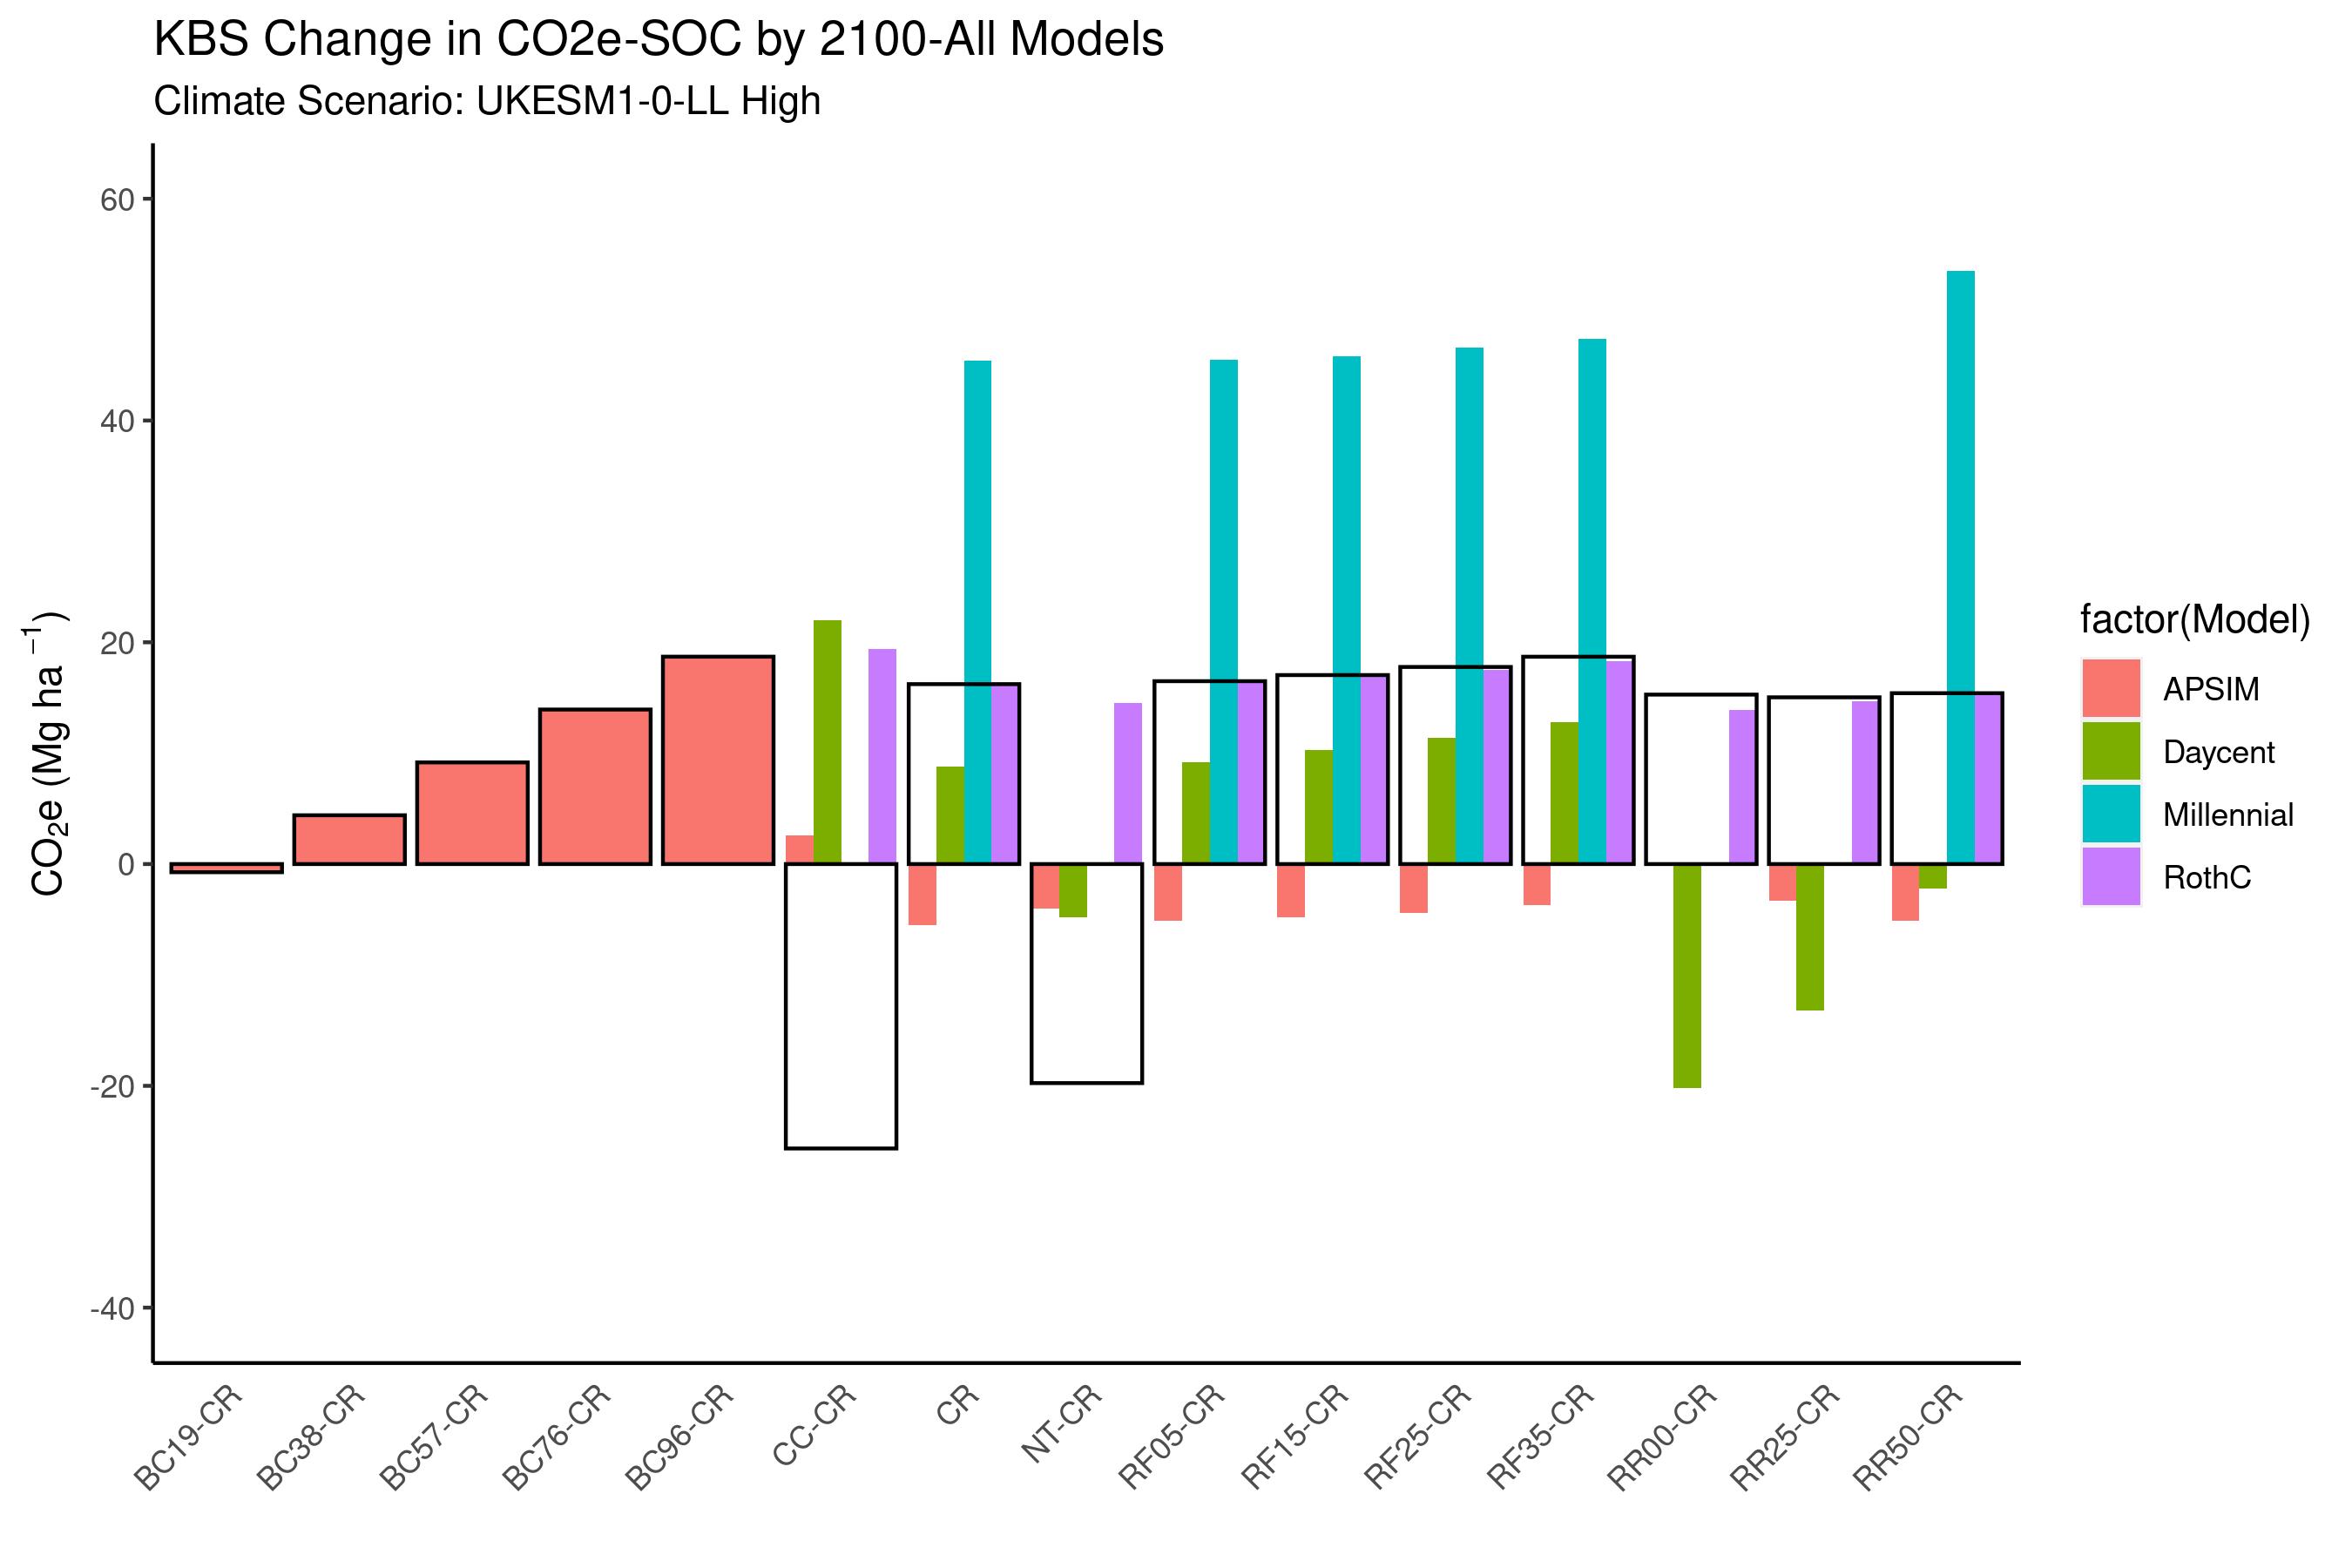 KBS Change in CO2e-SOC by 2100-All Models
Climate Scenario: UKESM1-0-LL High
CO₂e (Mg ha ⁻¹)
60
40
20
0
-20
-40
BC19-CR
BC38-CR
BC57-CR
BC76-CR
BC96-CR
CC-CR
CR
NT-CR
RF05-CR
RF15-CR
RF25-CR
RF35-CR
RR00-CR
RR25-CR
RR50-CR
factor(Model)
APSIM
Daycent
Millennial
RothC